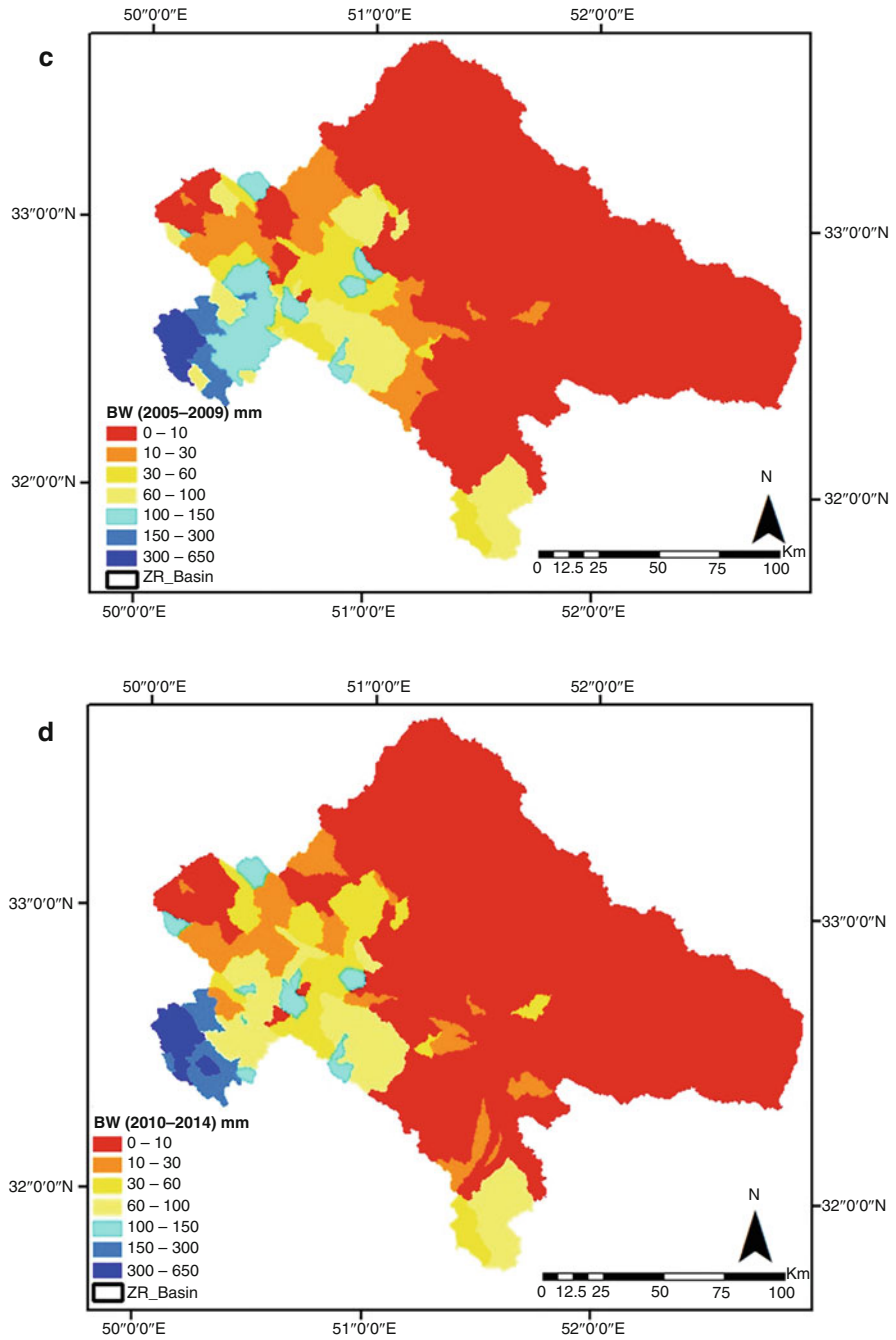 50"0'0"E 51"0'0"E 52"0'0"E
c
33"0'0"N 33"0'0"N
BW (2005–2009) mm
0 – 10
10 – 30
30 – 60
60 – 100
100 – 150
150 – 300
300 – 650
ZR_Basin
32"0'0"N 32"0'0"N
N
Km
0 12.5 25 50 75 100
50"0'0"E 51"0'0"E 52"0'0"E
50"0'0"E 51"0'0"E 52"0'0"E
d
33"0'0"N 33"0'0"N
BW (2010–2014) mm
0 – 10
10 – 30
30 – 60
60 – 100
100 – 150
150 – 300
300 – 650
ZR_Basin
32"0'0"N 32"0'0"N
N
Km
0 12.5 25 50 75 100
50"0'0"E 51"0'0"E 52"0'0"E